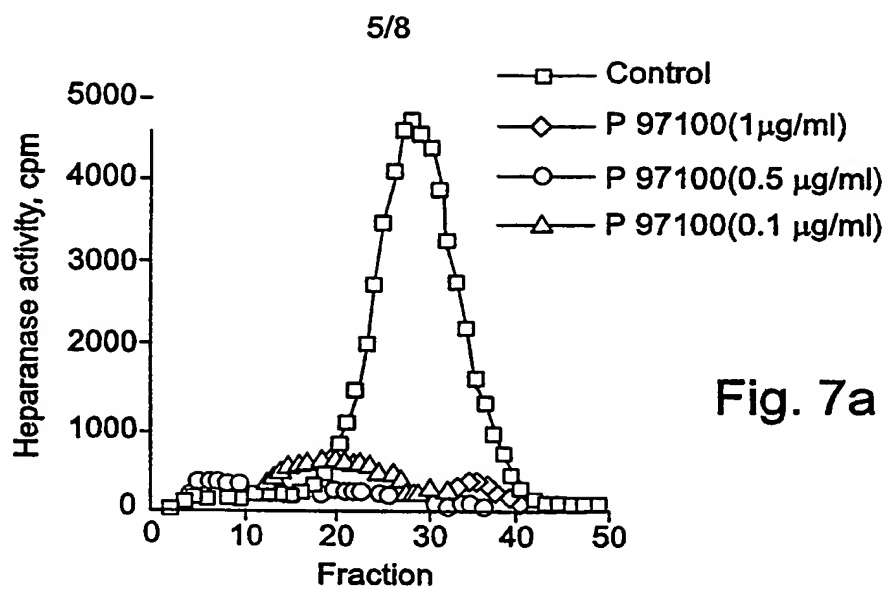 5/8
Control
P 97100(1μg/ml)
P 97100(0.5 μg/ml)
P 97100(0.1 μg/ml)
Heparanase activity, cpm
5000
4000
3000
2000
1000
0
0 10 20 30 40 50
Fraction
Fig. 7a